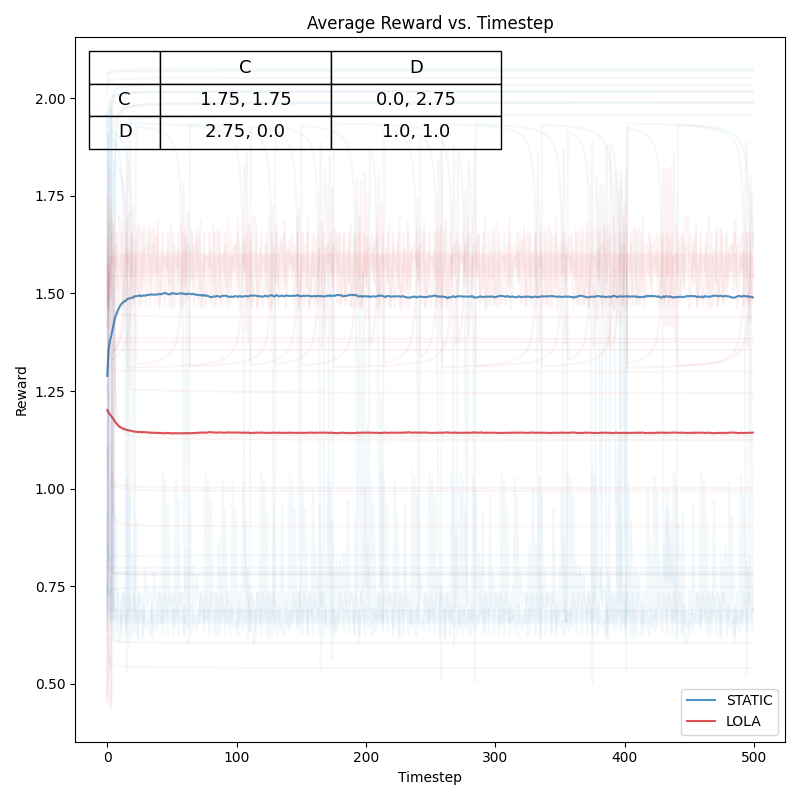 Average Reward vs. Timestep
C D
C 1.75, 1.75 0.0, 2.75
D 2.75, 0.0 1.0, 1.0
2.00
1.75
1.50
1.25
1.00
0.75
0.50
Reward
STATIC
LOLA
0 100 200 300 400 500
Timestep